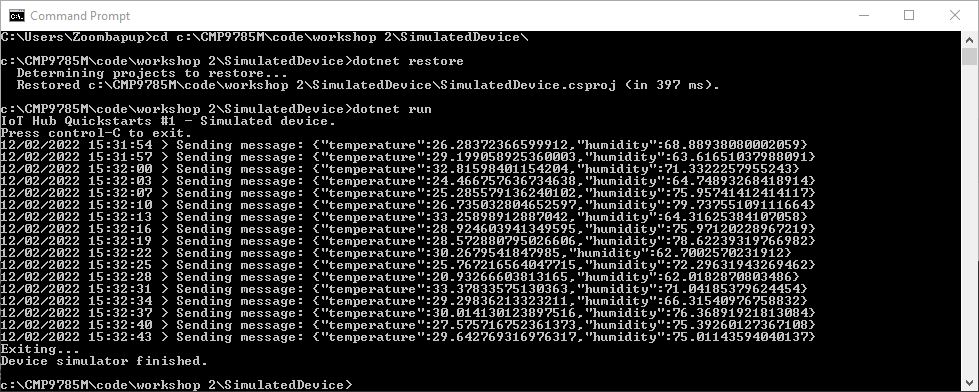 Command Prompt
C:\Users\Zoombapup>cd c:\CMP9785M\code\workshop 2\SimulatedDevice\
c:\CMP9785M\code\workshop 2\SimulatedDevice>dotnet restore
  Determining projects to restore...
  Restored c:\CMP9785M\code\workshop 2\SimulatedDevice\SimulatedDevice.csproj (in 397 ms).
c:\CMP9785M\code\workshop 2\SimulatedDevice>dotnet run
IoT Hub Quickstarts #1 - Simulated device.
Press control-C to exit.
12/02/2022 15:31:54 > Sending message: {"temperature":26.28372366599912,"humidity":68.88938080002059}
12/02/2022 15:31:57 > Sending message: {"temperature":29.199058925360003,"humidity":63.616510379880​91}
12/02/2022 15:32:00 > Sending message: {"temperature":32.81598401154204,"humidity":71.3322257955243}
12/02/2022 15:32:03 > Sending message: {"temperature":24.466757636734638,"humidity":64.74893268418914}
12/02/2022 15:32:07 > Sending message: {"temperature":25.285579136240102,"humidity":75.95741412414117}
12/02/2022 15:32:10 > Sending message: {"temperature":26.735032804652597,"humidity":79.737551091111664}
12/02/2022 15:32:13 > Sending message: {"temperature":33.25898912887042,"humidity":64.31625384107058}
12/02/2022 15:32:16 > Sending message: {"temperature":28.924603941349595,"humidity":75.97120228967219}
12/02/2022 15:32:19 > Sending message: {"temperature":28.572880795026606,"humidity":78.62239319766982}
12/02/2022 15:32:22 > Sending message: {"temperature":30.2679541847985,"humidity":62.7002570231912}
12/02/2022 15:32:25 > Sending message: {"temperature":25.767216564047715,"humidity":72.29631943269462}
12/02/2022 15:32:28 > Sending message: {"temperature":20.93266603813165,"humidity":62.0182870803486}
12/02/2022 15:32:31 > Sending message: {"temperature":33.37833575130363,"humidity":71.04185379624454}
12/02/2022 15:32:34 > Sending message: {"temperature":29.29836213323211,"humidity":66.31540976758832}
12/02/2022 15:32:37 > Sending message: {"temperature":30.014130123897516,"humidity":76.36891921813084}
12/02/2022 15:32:40 > Sending message: {"temperature":27.575716752361373,"humidity":75.39260127367108}
12/02/2022 15:32:43 > Sending message: {"temperature":29.642769316976317,"humidity":75.01143594040137}
Exiting...
Device simulator finished.
c:\CMP9785M\code\workshop 2\SimulatedDevice>